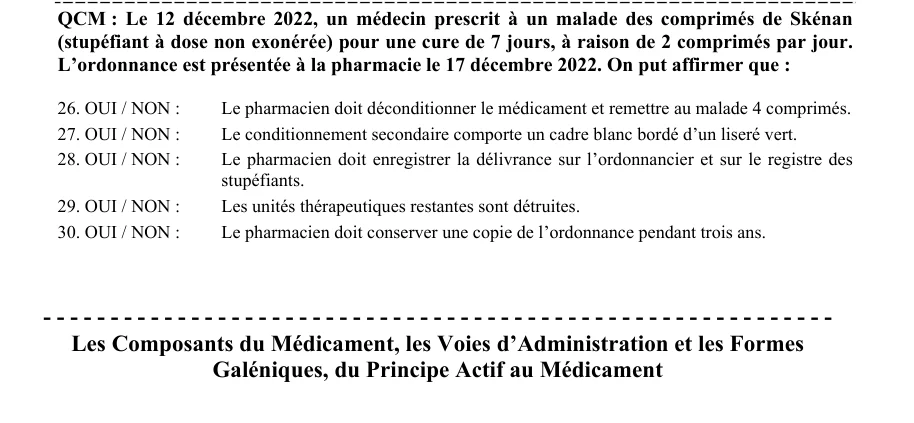 QCM : Le 12 décembre 2022, un médecin prescrit à un malade des comprimés de Skénan
(stupéfiant à dose non exonérée) pour une cure de 7 jours, à raison de 2 comprimés par jour.
L’ordonnance est présentée à la pharmacie le 17 décembre 2022. On put affirmer que :
26. OUI / NON : Le pharmacien doit déconditionner le médicament et remettre au malade 4 comprimés.
27. OUI / NON : Le conditionnement secondaire comporte un cadre blanc bordé d’un liseré vert.
28. OUI / NON : Le pharmacien doit enregistrer la délivrance sur l’ordonnancier et sur le registre des
stupéfiants.
29. OUI / NON : Les unités thérapeutiques restantes sont détruites.
30. OUI / NON : Le pharmacien doit conserver une copie de l’ordonnance pendant trois ans.
Les Composants du Médicament, les Voies d’Administration et les Formes
Galéniques, du Principe Actif au Médicament